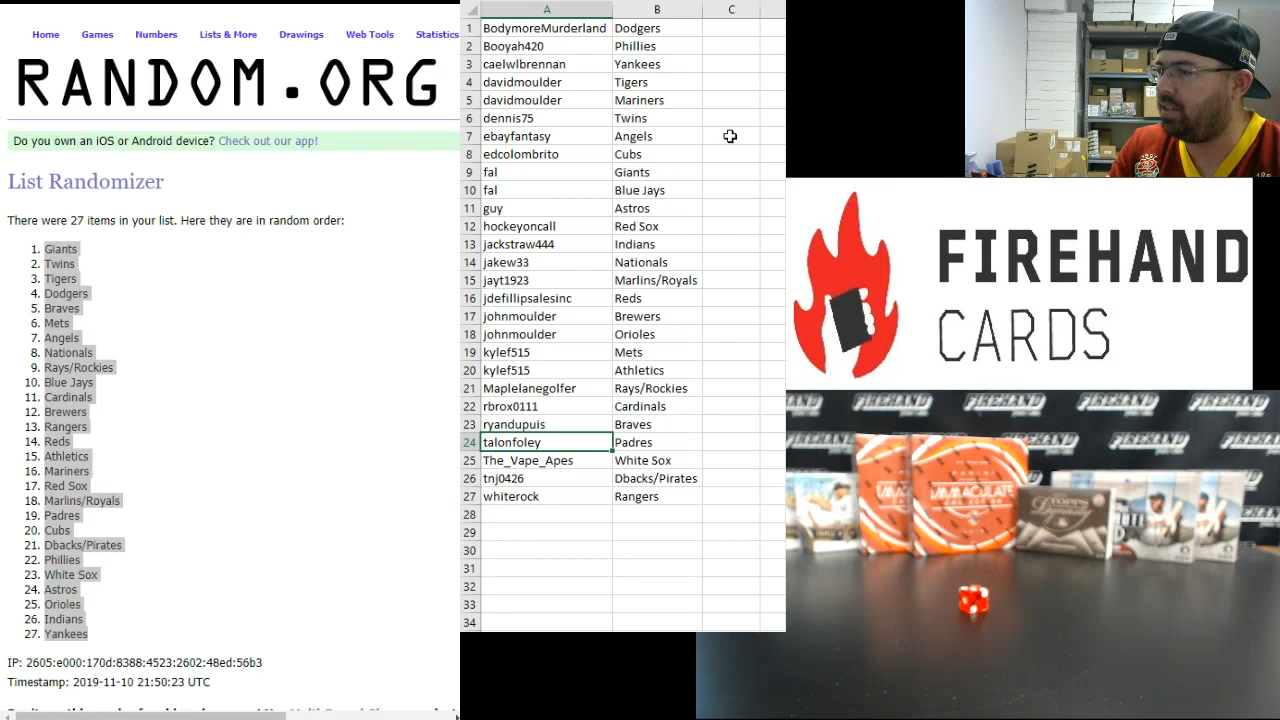 Home Games Numbers Lists & More Drawings Web Tools Statistics
RANDOM.ORG
Do you own an iOS or Android device? Check out our app!
List Randomizer
There were 27 items in your list. Here they are in random order:
1. Giants
2. Twins
3. Tigers
4. Dodgers
5. Braves
6. Mets
7. Angels
8. Nationals
9. Rays/Rockies
10. Blue Jays
11. Cardinals
12. Brewers
13. Rangers
14. Reds
15. Athletics
16. Mariners
17. Red Sox
18. Marlins/Royals
19. Padres
20. Cubs
21. Dbacks/Pirates
22. Phillies
23. White Sox
24. Astros
25. Orioles
26. Indians
27. Yankees
IP: 2605:e000:170d:8388:4523:2602:48ed:56b3
Timestamp: 2019-11-10 21:50:23 UTC
A B C
1 BodymoreMurderland Dodgers
2 Booyah420 Phillies
3 caelwlbrennan Yankees
4 davidmoulder Tigers
5 davidmoulder Mariners
6 dennis75 Twins
7 ebayfantasy Angels
8 edcolombrito Cubs
9 fal Giants
10 fal Blue Jays
11 guy Astros
12 hockeyoncall Red Sox
13 jackstraw444 Indians
14 jakew33 Nationals
15 jayt1923 Marlins/Royals
16 jdefillipsalesinc Reds
17 johnmoulder Brewers
18 johnmoulder Orioles
19 kylef515 Mets
20 kylef515 Athletics
21 Maplelanegolfer Rays/Rockies
22 rbrox0111 Cardinals
23 ryandupuis Braves
24 talonfoley Padres
25 The_Vape_Apes White Sox
26 tnj0426 Dbacks/Pirates
27 whiterock Rangers
28
29
30
31
32
33
34
FIREHAND
CARDS
FIREHAND
IMMACULATE
TOPPS
Dynasty